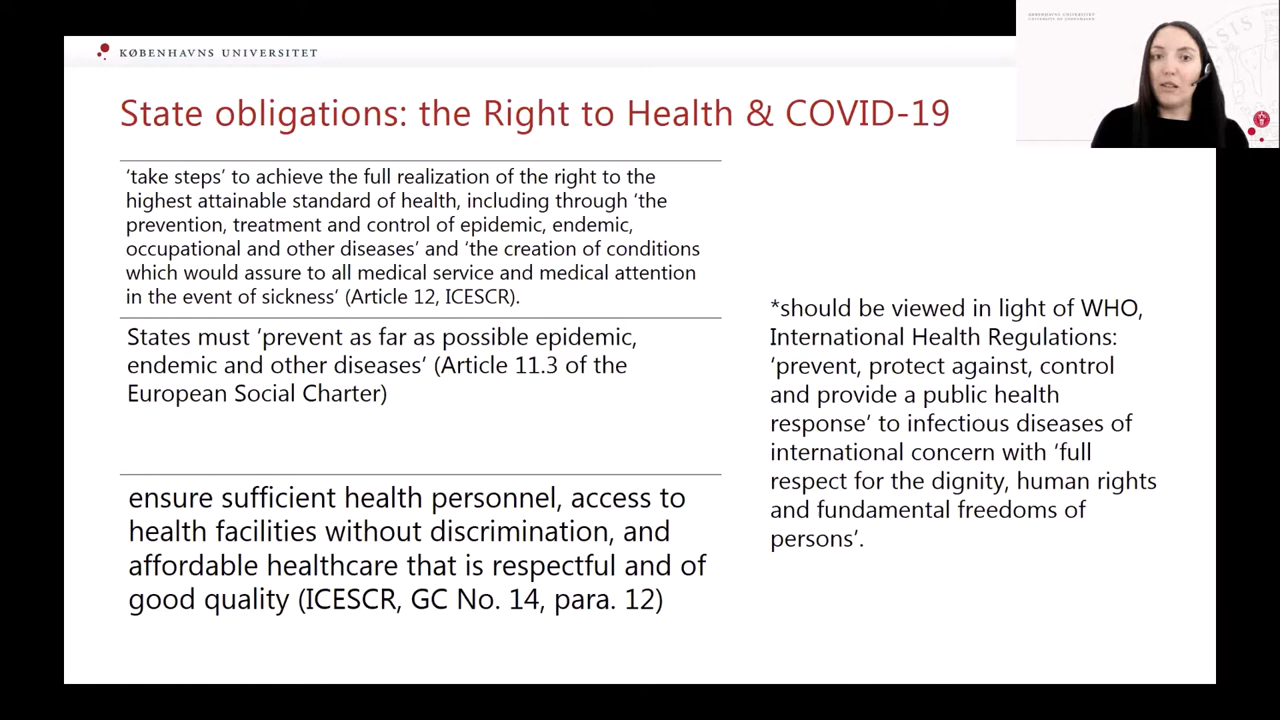 KØBENHAVNS UNIVERSITET
UNIVERSITY OF COPENHAGEN
KØBENHAVNS UNIVERSITET
State obligations: the Right to Health & COVID-19
‘take steps’ to achieve the full realization of the right to the
highest attainable standard of health, including through ‘the
prevention, treatment and control of epidemic, endemic,
occupational and other diseases’ and ‘the creation of conditions
which would assure to all medical service and medical attention
in the event of sickness’ (Article 12, ICESCR).
States must ‘prevent as far as possible epidemic,
endemic and other diseases’ (Article 11.3 of the
European Social Charter)
ensure sufficient health personnel, access to
health facilities without discrimination, and
affordable healthcare that is respectful and of
good quality (ICESCR, GC No. 14, para. 12)
*should be viewed in light of WHO,
International Health Regulations:
‘prevent, protect against, control
and provide a public health
response’ to infectious diseases of
international concern with ‘full
respect for the dignity, human rights
and fundamental freedoms of
persons’.